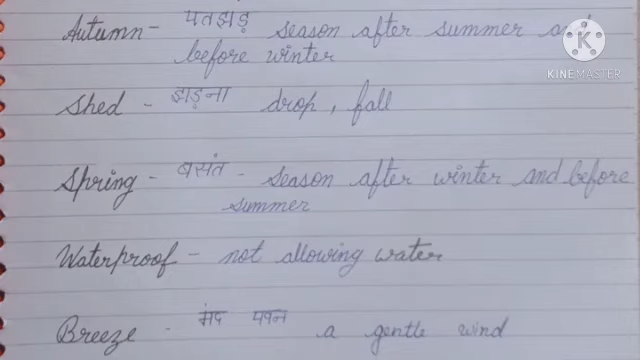 Autumn - पतझड़ season after summer and
before winter
KINEMASTER
Shed - झाड़ना drop, fall
Spring - बसंत - season after winter and before
summer
Waterproof - not allowing water
Breeze - मंद पवन a gentle wind